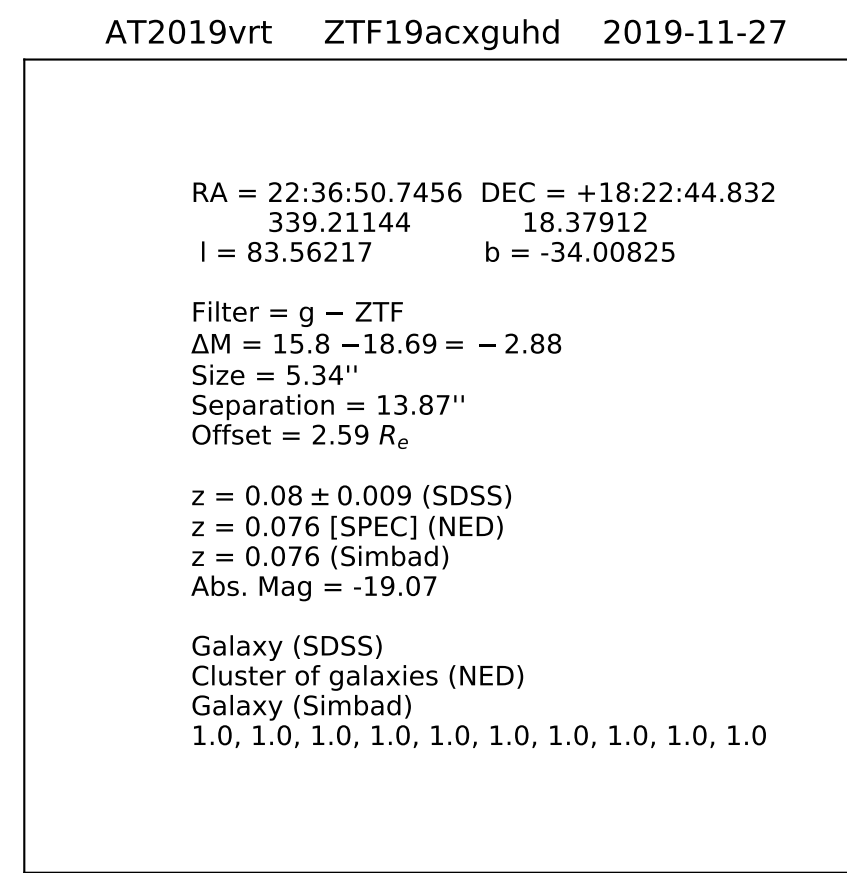 AT2019vrt ZTF19acxguhd 2019-11-27
RA = 22:36:50.7456 DEC = +18:22:44.832
339.21144 18.37912
l = 83.56217 b = -34.00825
Filter = g − ZTF
ΔM = 15.8 −18.69 = − 2.88
Size = 5.34''
Separation = 13.87''
Offset = 2.59 Rₑ
z = 0.08 ± 0.009 (SDSS)
z = 0.076 [SPEC] (NED)
z = 0.076 (Simbad)
Abs. Mag = -19.07
Galaxy (SDSS)
Cluster of galaxies (NED)
Galaxy (Simbad)
1.0, 1.0, 1.0, 1.0, 1.0, 1.0, 1.0, 1.0, 1.0, 1.0